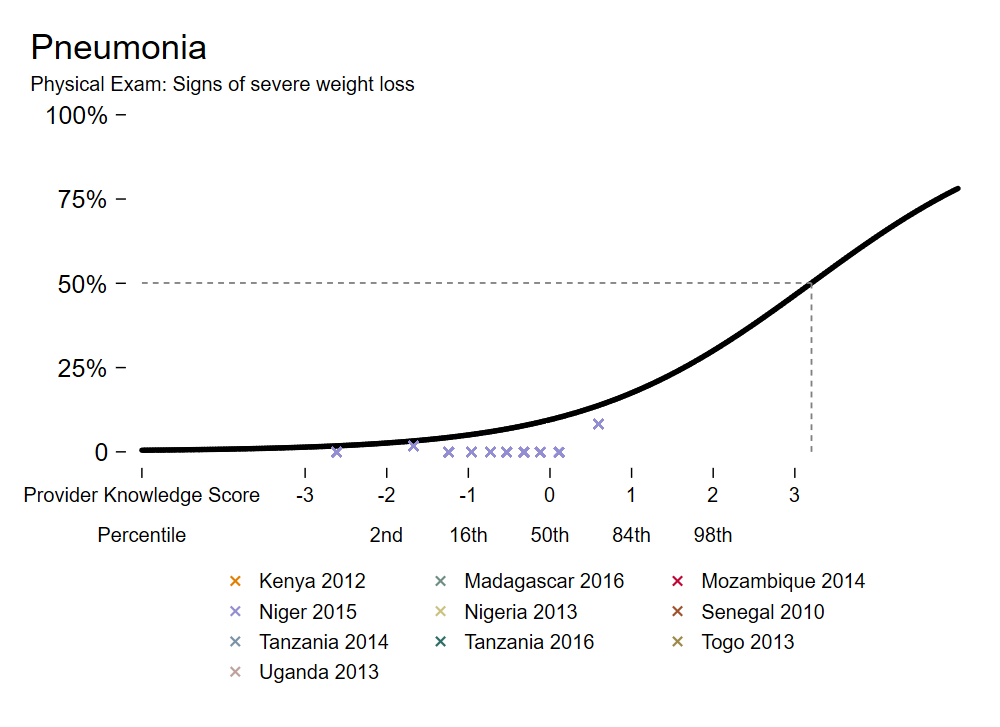 Pneumonia
Physical Exam: Signs of severe weight loss
100%
75%
50%
25%
0
Provider Knowledge Score -3 -2 -1 0 1 2 3
Percentile 2nd 16th 50th 84th 98th
Kenya 2012 Madagascar 2016 Mozambique 2014
Niger 2015 Nigeria 2013 Senegal 2010
Tanzania 2014 Tanzania 2016 Togo 2013
Uganda 2013